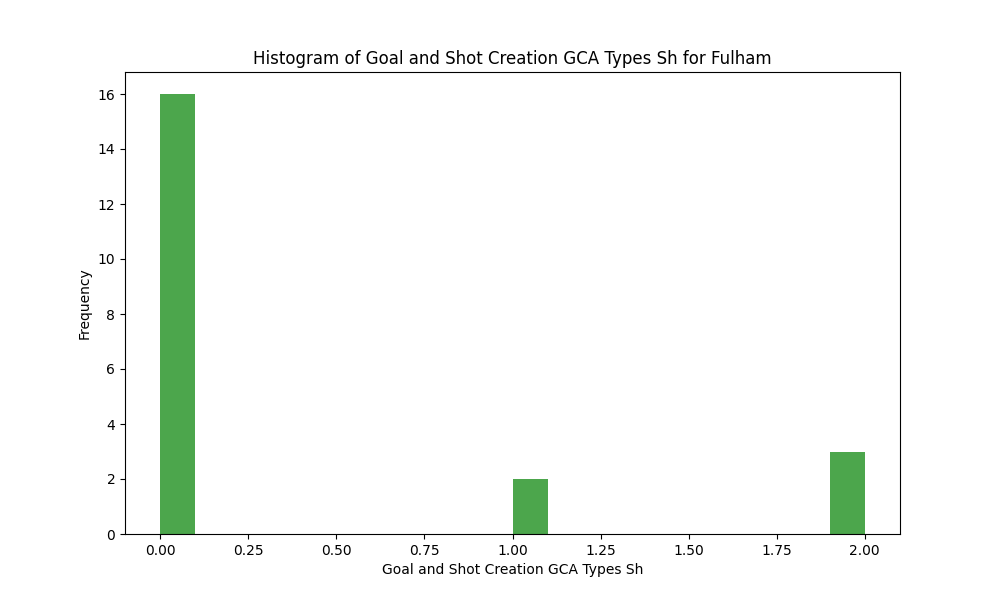 Histogram of Goal and Shot Creation GCA Types Sh for Fulham
Frequency
16
14
12
10
8
6
4
2
0
0.00 0.25 0.50 0.75 1.00 1.25 1.50 1.75 2.00
Goal and Shot Creation GCA Types Sh